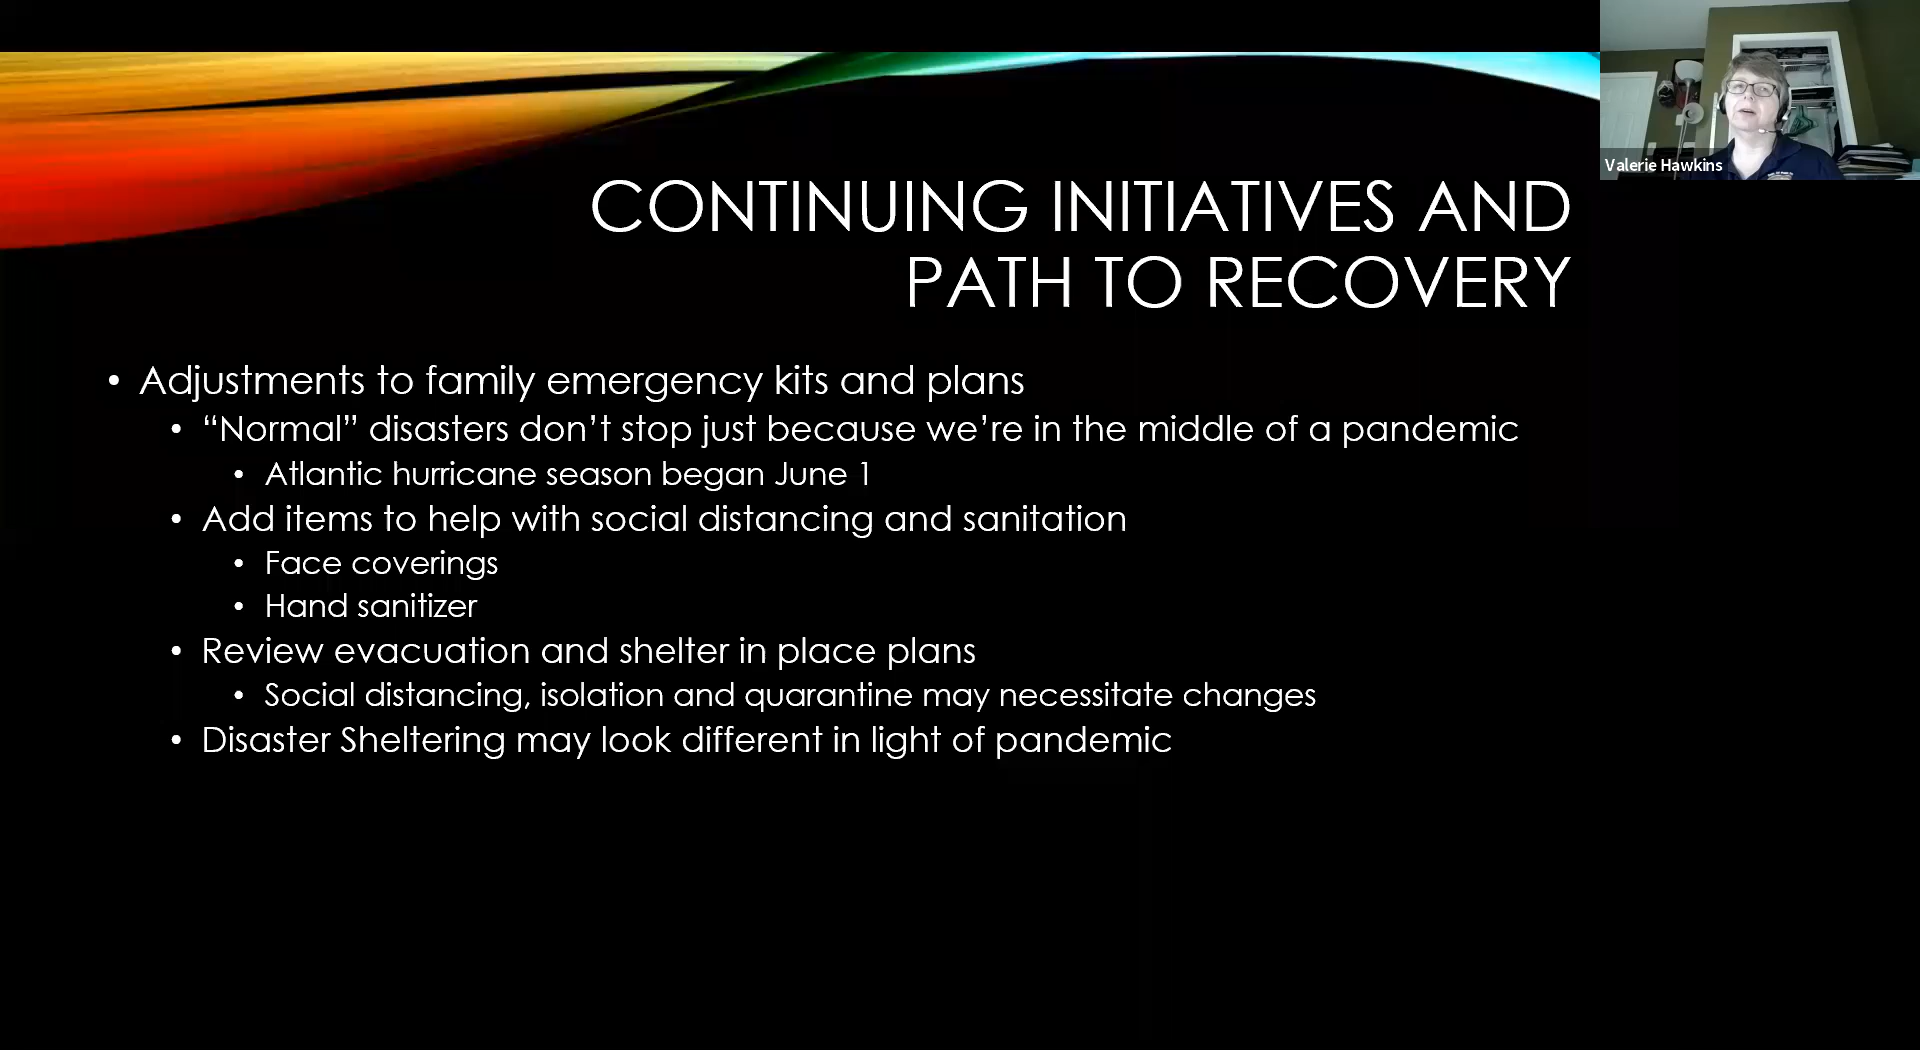 CONTINUING INITIATIVES AND
PATH TO RECOVERY
Valerie Hawkins
• Adjustments to family emergency kits and plans
• “Normal” disasters don’t stop just because we’re in the middle of a pandemic
• Atlantic hurricane season began June 1
• Add items to help with social distancing and sanitation
• Face coverings
• Hand sanitizer
• Review evacuation and shelter in place plans
• Social distancing, isolation and quarantine may necessitate changes
• Disaster Sheltering may look different in light of pandemic